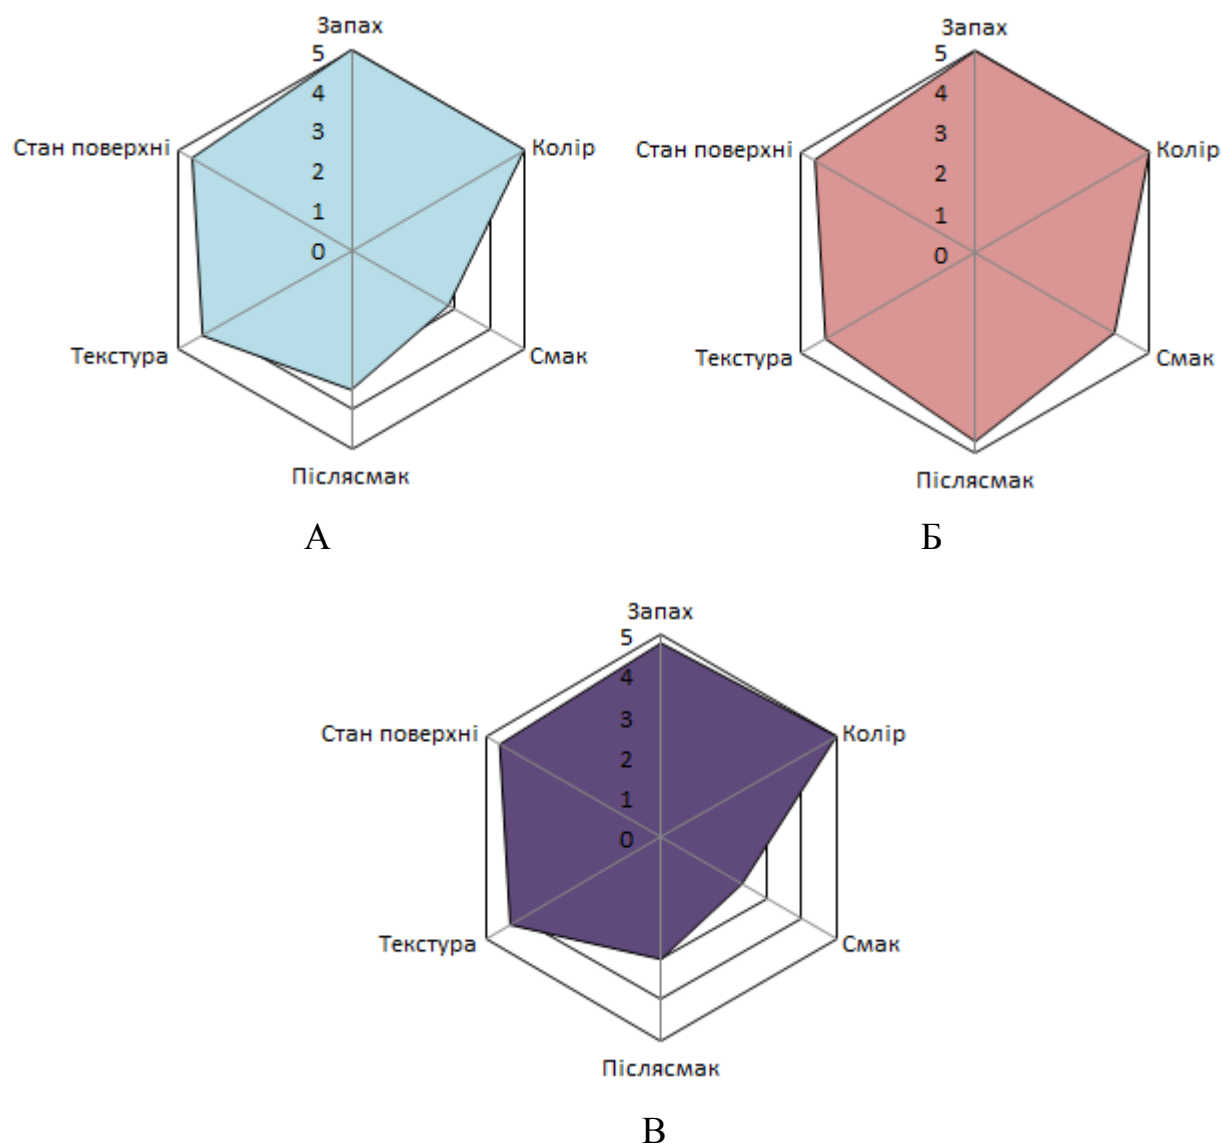 Запах
5
4
3
2
1
0
Стан поверхні
Колір
Текстура
Смак
Післясмак
А
Запах
5
4
3
2
1
0
Стан поверхні
Колір
Текстура
Смак
Післясмак
Б
Запах
5
4
3
2
1
0
Стан поверхні
Колір
Текстура
Смак
Післясмак
В